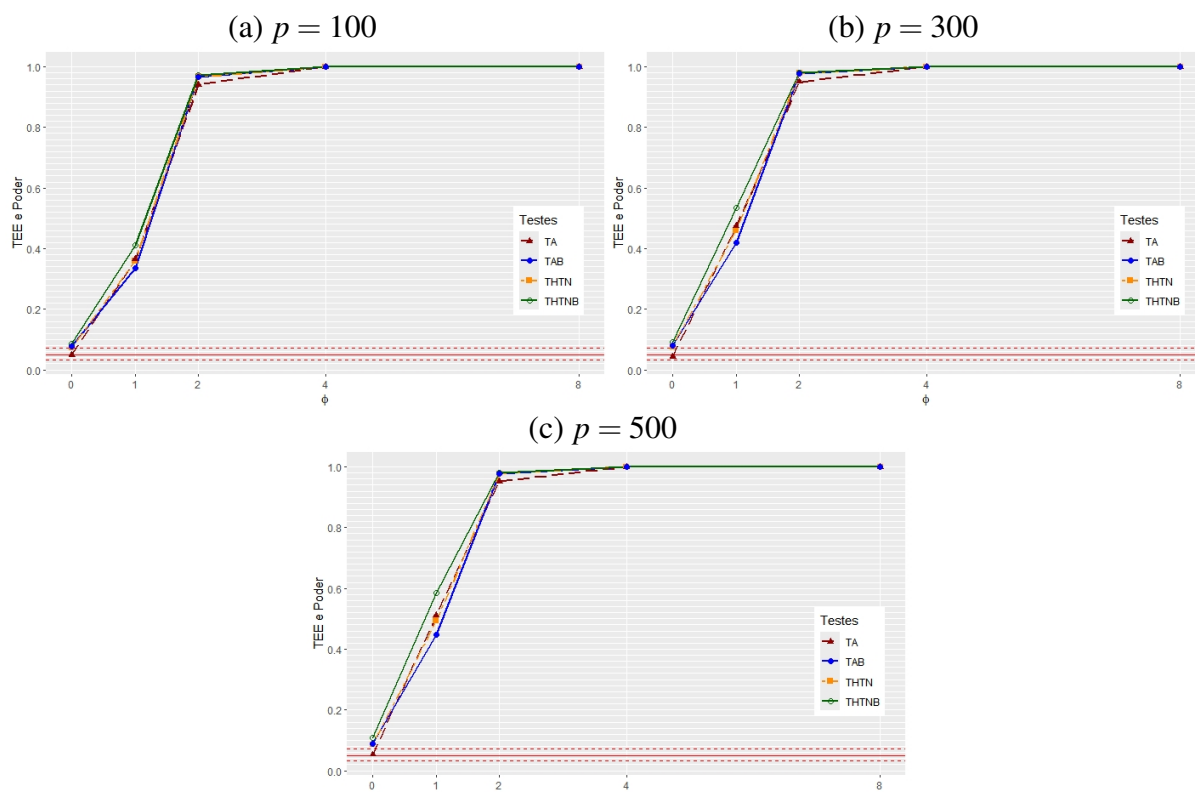 (a) p = 100
TEE e Poder
1.0
0.8
0.6
0.4
0.2
0.0
0 1 2 4 8
ϕ
Testes
TA
TAB
THTN
THTNB
(b) p = 300
TEE e Poder
1.0
0.8
0.6
0.4
0.2
0.0
0 1 2 4 8
ϕ
Testes
TA
TAB
THTN
THTNB
(c) p = 500
TEE e Poder
1.0
0.8
0.6
0.4
0.2
0.0
0 1 2 4 8
Testes
TA
TAB
THTN
THTNB